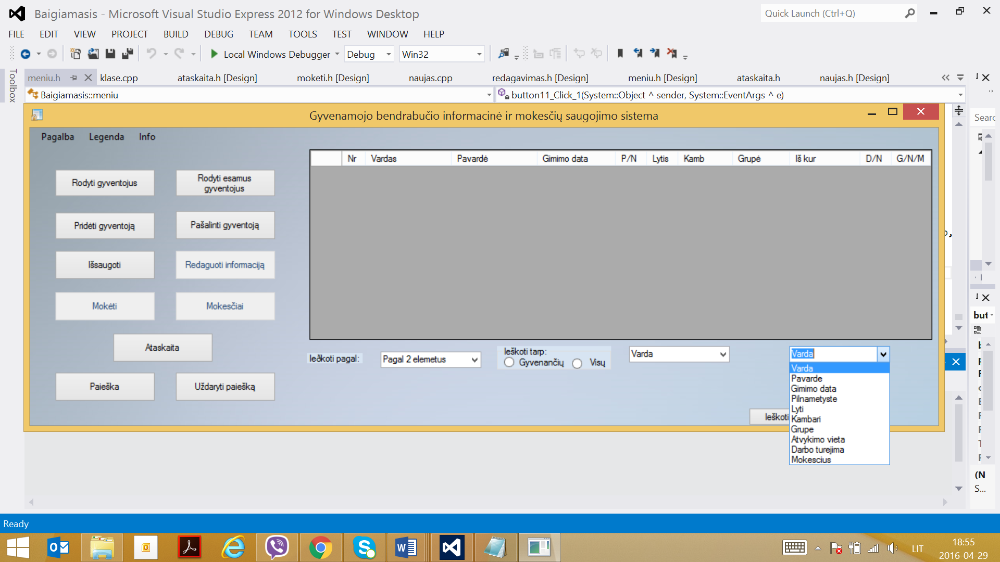 Baigiamasis - Microsoft Visual Studio Express 2012 for Windows Desktop
Quick Launch (Ctrl+Q)
FILE EDIT VIEW PROJECT BUILD DEBUG TEAM TOOLS TEST WINDOW HELP
Local Windows Debugger Debug Win32
Toolbox
meniu.h klase.cpp ataskaita.h [Design] moketi.h [Design] naujas.cpp redagavimas.h [Design] meniu.h [Design] ataskaita.h naujas.h [Design]
Baigiamasis::meniu button11_Click_1(System::Object ^ sender, System::EventArgs ^ e)
Gyvenamojo bendrabučio informacinė ir mokesčių saugojimo sistema
Pagalba Legenda Info
Nr Vardas Pavardė Gimimo data P/N Lytis Kamb Grupė Iš kur D/N G/N/M
Rodyti gyventojus
Rodyti esamus
gyventojus
Pridėti gyventoją
Pašalinti gyventoją
Išsaugoti
Redaguoti informaciją
Mokėti
Mokesčiai
Ataskaita
Paieška
Uždaryti paiešką
Ieškoti pagal:
Pagal 2 elemetus
Ieškoti tarp:
Gyvenančių Visų
Varda
Varda
Varda
Pavarde
Gimimo data
Pilnametyste
Lyti
Kambari
Grupe
Atvykimo vieta
Darbo turejima
Mokescius
Ieškoti
Searc
but
(N
S...
Ready
LIT
18:55
2016-04-29